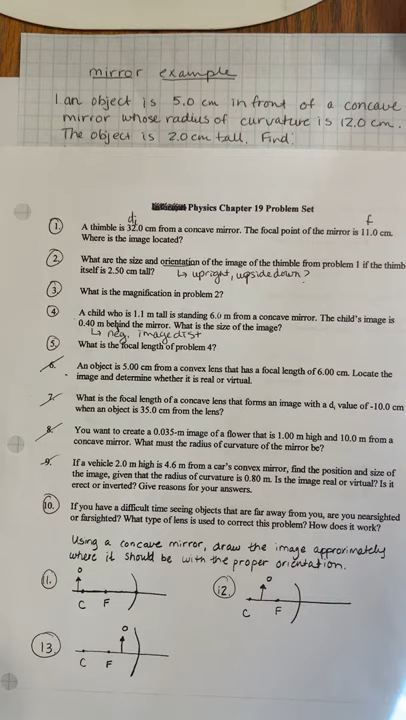 mirror example
1 an object is 5.0 cm in front of a concave
mirror whose radius of curvature is 12.0 cm.
The object is 2.0 cm tall. Find:
Physics Chapter 19 Problem Set
di
f
1. A thimble is 32.0 cm from a concave mirror. The focal point of the mirror is 11.0 cm.
Where is the image located?
2. What are the size and orientation of the image of the thimble from problem 1 if the thimb
itself is 2.50 cm tall? ↳ upright, upside down?
3 What is the magnification in problem 2?
4 A child who is 1.1 m tall is standing 6.0 m from a concave mirror. The child's image is
0.40 m behind the mirror. What is the size of the image?
↳ neg. image dist
5. What is the focal length of problem 4?
6. An object is 5.00 cm from a convex lens that has a focal length of 6.00 cm. Locate the
image and determine whether it is real or virtual.
7. What is the focal length of a concave lens that forms an image with a di value of -10.0 cm
when an object is 35.0 cm from the lens?
8. You want to create a 0.035-m image of a flower that is 1.00 m high and 10.0 m from a
concave mirror. What must the radius of curvature of the mirror be?
9. If a vehicle 2.0 m high is 4.6 m from a car's convex mirror, find the position and size of
the image, given that the radius of curvature is 0.80 m. Is the image real or virtual? Is it
erect or inverted? Give reasons for your answers.
10. If you have a difficult time seeing objects that are far away from you, are you nearsighted
or farsighted? What type of lens is used to correct this problem? How does it work?
Using a concave mirror, draw the image approximately
where it should be with the proper orientation.
11. O C F
12. O C F
13. O C F